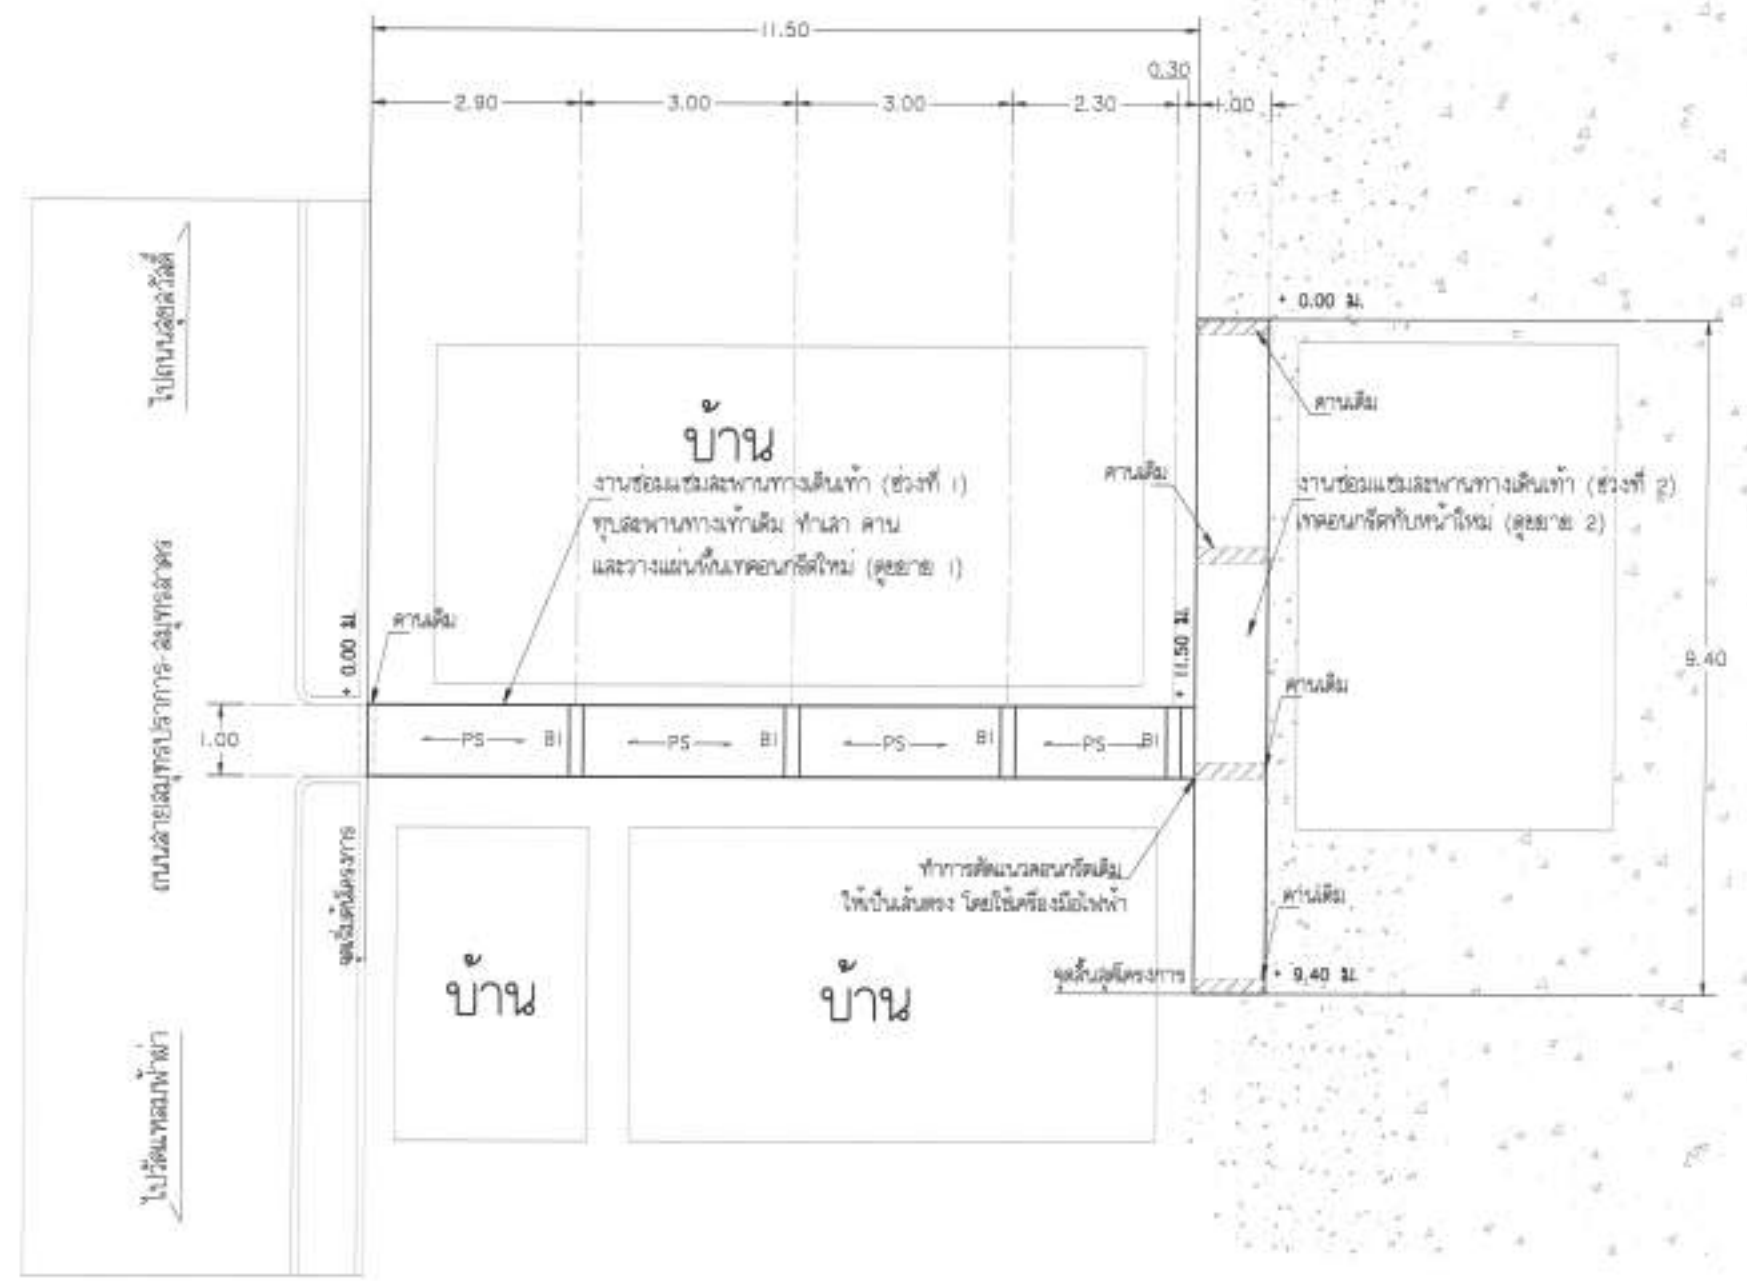 11.50
0.30
2.90
3.00
3.00
2.30
1.00
ไปถนนสุขสวัสดิ์
+ 0.00 ม.
คานเดิม
บ้าน
งานซ่อมแซมสะพานทางเดินเท้า (ช่วงที่ 1)
ทุบสะพานทางเท้าเดิม ทำเสา คาน
และวางแผ่นพื้นเทคอนกรีตใหม่ (ดูขยาย 1)
คานเดิม
งานซ่อมแซมสะพานทางเดินเท้า (ช่วงที่ 2)
เทคอนกรีตทับหน้าใหม่ (ดูขยาย 2)
ถนนสายสมุทรปราการ-สมุทรสาคร
+ 0.00 ม.
คานเดิม
+ 11.50 ม.
9.40
คานเดิม
1.00
PS
B1
PS
B1
PS
B1
PS
B1
จุดเริ่มต้นโครงการ
ทำการตัดแนวคอนกรีตเดิม
ให้เป็นเส้นตรง โดยใช้เครื่องมือไฟฟ้า
คานเดิม
จุดสิ้นสุดโครงการ
+ 9.40 ม.
บ้าน
บ้าน
ไปวัดแหลมฟ้าผ่า